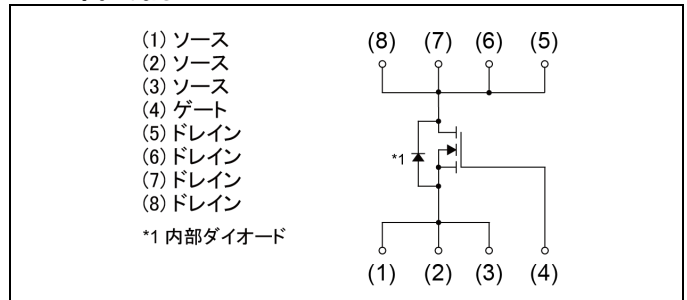 (1) ソース
(2) ソース
(3) ソース
(4) ゲート
(5) ドレイン
(6) ドレイン
(7) ドレイン
(8) ドレイン
*1 内部ダイオード
(8) (7) (6) (5)
*1
(1) (2) (3) (4)